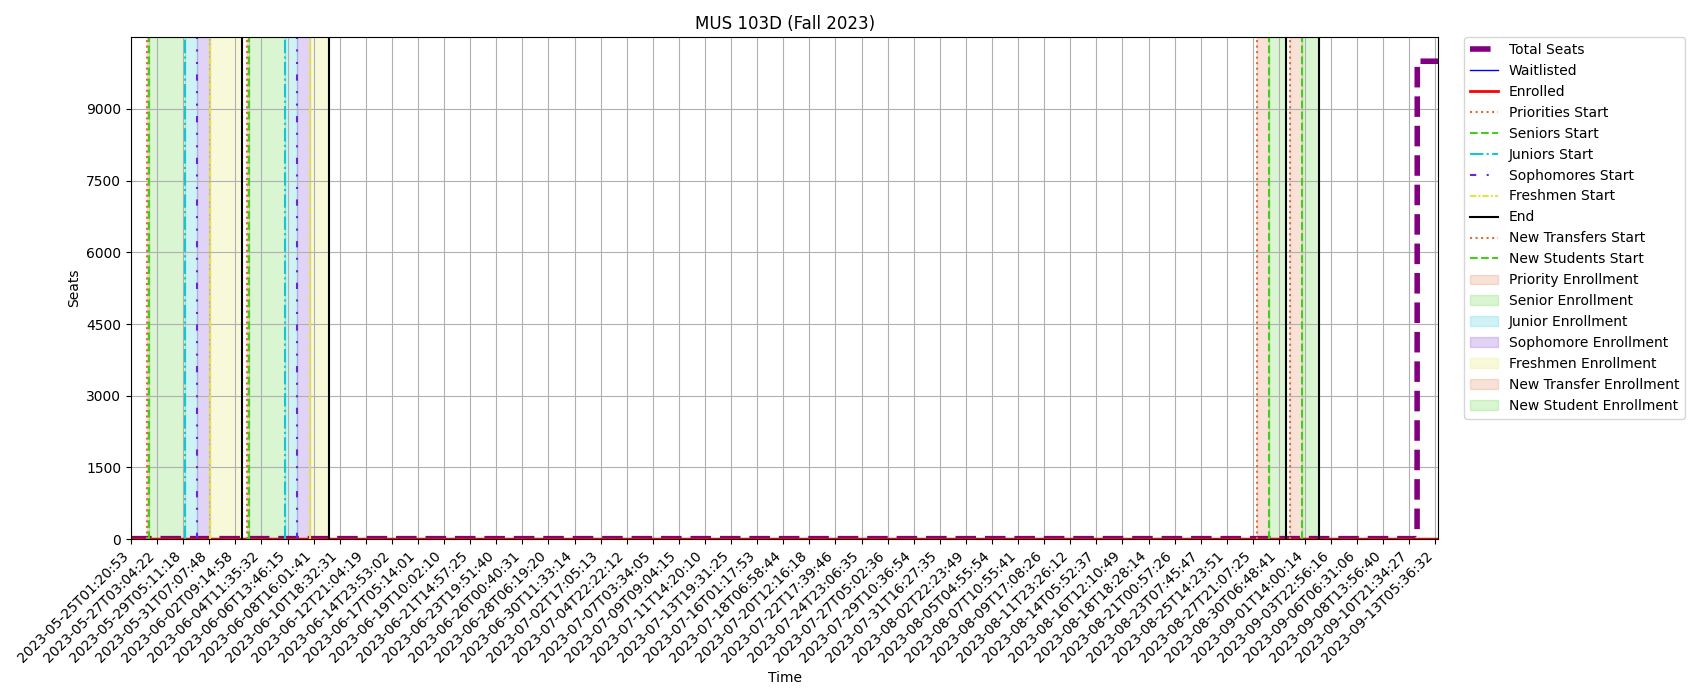 MUS 103D (Fall 2023)
Seats
9000
7500
6000
4500
3000
1500
0
2023-05-25T01:20:53
2023-05-27T03:04:22
2023-05-29T05:11:18
2023-05-31T07:07:48
2023-06-02T09:14:58
2023-06-04T11:35:32
2023-06-06T13:46:15
2023-06-08T16:01:41
2023-06-10T18:32:31
2023-06-12T21:04:19
2023-06-14T23:53:02
2023-06-17T05:14:01
2023-06-19T10:02:10
2023-06-21T14:57:25
2023-06-23T19:51:40
2023-06-26T00:40:31
2023-06-28T06:19:20
2023-06-30T11:33:14
2023-07-02T17:05:13
2023-07-04T22:22:12
2023-07-07T03:34:05
2023-07-09T09:04:15
2023-07-11T14:20:10
2023-07-13T19:31:25
2023-07-16T01:17:53
2023-07-18T06:58:44
2023-07-20T12:16:18
2023-07-22T17:39:46
2023-07-24T23:06:35
2023-07-27T05:02:36
2023-07-29T10:36:54
2023-07-31T16:27:35
2023-08-02T22:23:49
2023-08-05T04:55:54
2023-08-07T10:55:41
2023-08-09T17:08:26
2023-08-11T23:26:12
2023-08-14T05:52:37
2023-08-16T12:10:49
2023-08-18T18:28:14
2023-08-21T00:57:26
2023-08-23T07:45:47
2023-08-25T14:23:51
2023-08-27T21:07:25
2023-08-30T06:48:41
2023-09-01T14:00:14
2023-09-03T22:56:16
2023-09-06T06:31:06
2023-09-08T13:56:40
2023-09-10T21:34:27
2023-09-13T05:36:32
Time
Total Seats
Waitlisted
Enrolled
Priorities Start
Seniors Start
Juniors Start
Sophomores Start
Freshmen Start
End
New Transfers Start
New Students Start
Priority Enrollment
Senior Enrollment
Junior Enrollment
Sophomore Enrollment
Freshmen Enrollment
New Transfer Enrollment
New Student Enrollment